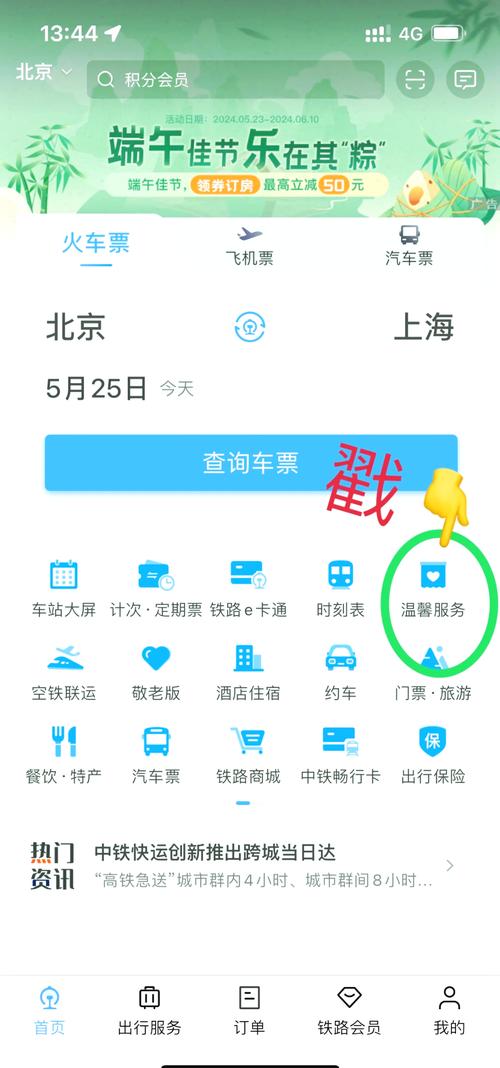 13:44 4G
北京 积分会员
活动日期：2024.05.23-2024.06.10
端午佳节乐在其“粽”
端午佳节，领券订房 最高立减50元
广告
火车票 飞机票 汽车票
北京 上海
5月25日 今天
查询车票
戳
车站大屏 计次·定期票 铁路e卡通 时刻表 温馨服务
空铁联运 敬老版 酒店住宿 约车 门票·旅游
保
餐饮·特产 汽车票 铁路商城 中铁畅行卡 出行保险
热门资讯
中铁快运创新推出跨城当日达
“高铁急送”城市群内4小时、城市群间8小时...
首页 出行服务 订单 铁路会员 我的